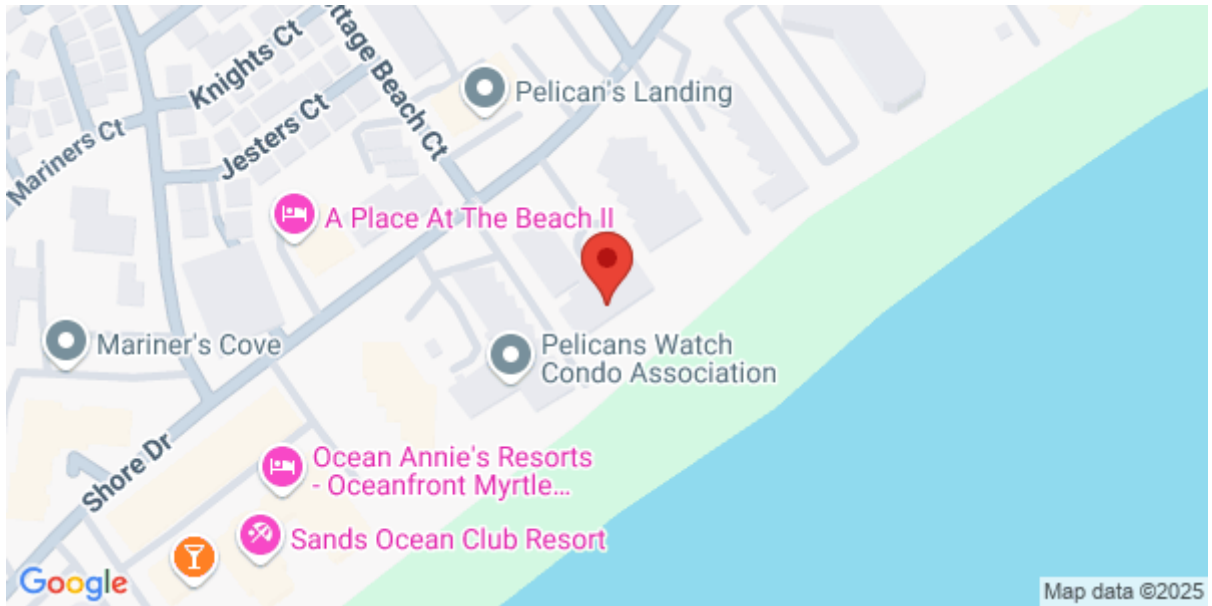 Knights Ct
ttage Beach Ct
Pelican's Landing
Jesters Ct
Mariners Ct
A Place At The Beach II
Mariner's Cove
Pelicans Watch
Condo Association
Shore Dr
Ocean Annie's Resorts
- Oceanfront Myrtle...
Sands Ocean Club Resort
Google
Map data ©2025